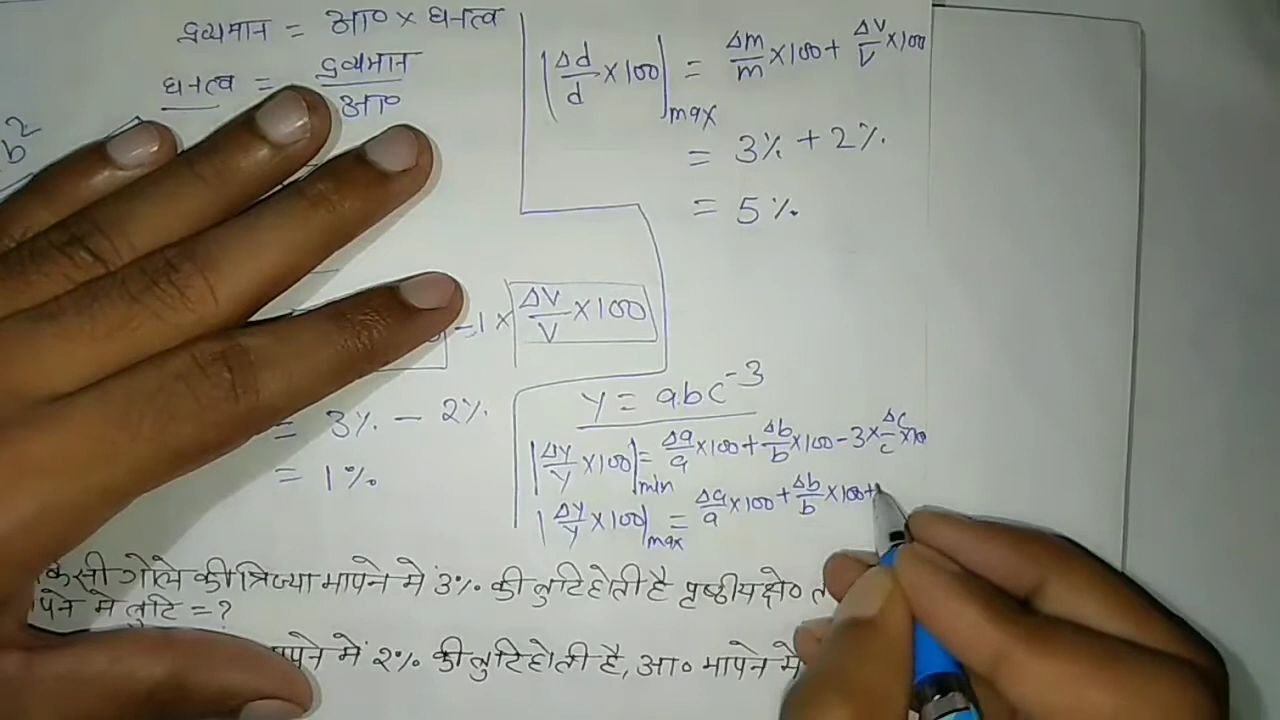 द्रव्यमान = आ० × घनत्व
घनत्व = द्रव्यमान / आ०
b²
|Δd/d × 100|max = Δm/m × 100 + ΔV/V × 100
= 3% + 2%
= 5%
-1 × ΔV/V × 100
= 3% - 2%
= 1%
y = abc⁻³
|Δy/y × 100|min = Δa/a × 100 + Δb/b × 100 - 3 × Δc/c × 100
|Δy/y × 100|max = Δa/a × 100 + Δb/b × 100 +
किसी गोले की त्रिज्या मापने में 3% की त्रुटि होती है पृष्ठीय क्षे०
पने मे त्रुटि = ?
पने में 2% की त्रुटि होती है, आ० मापने मे